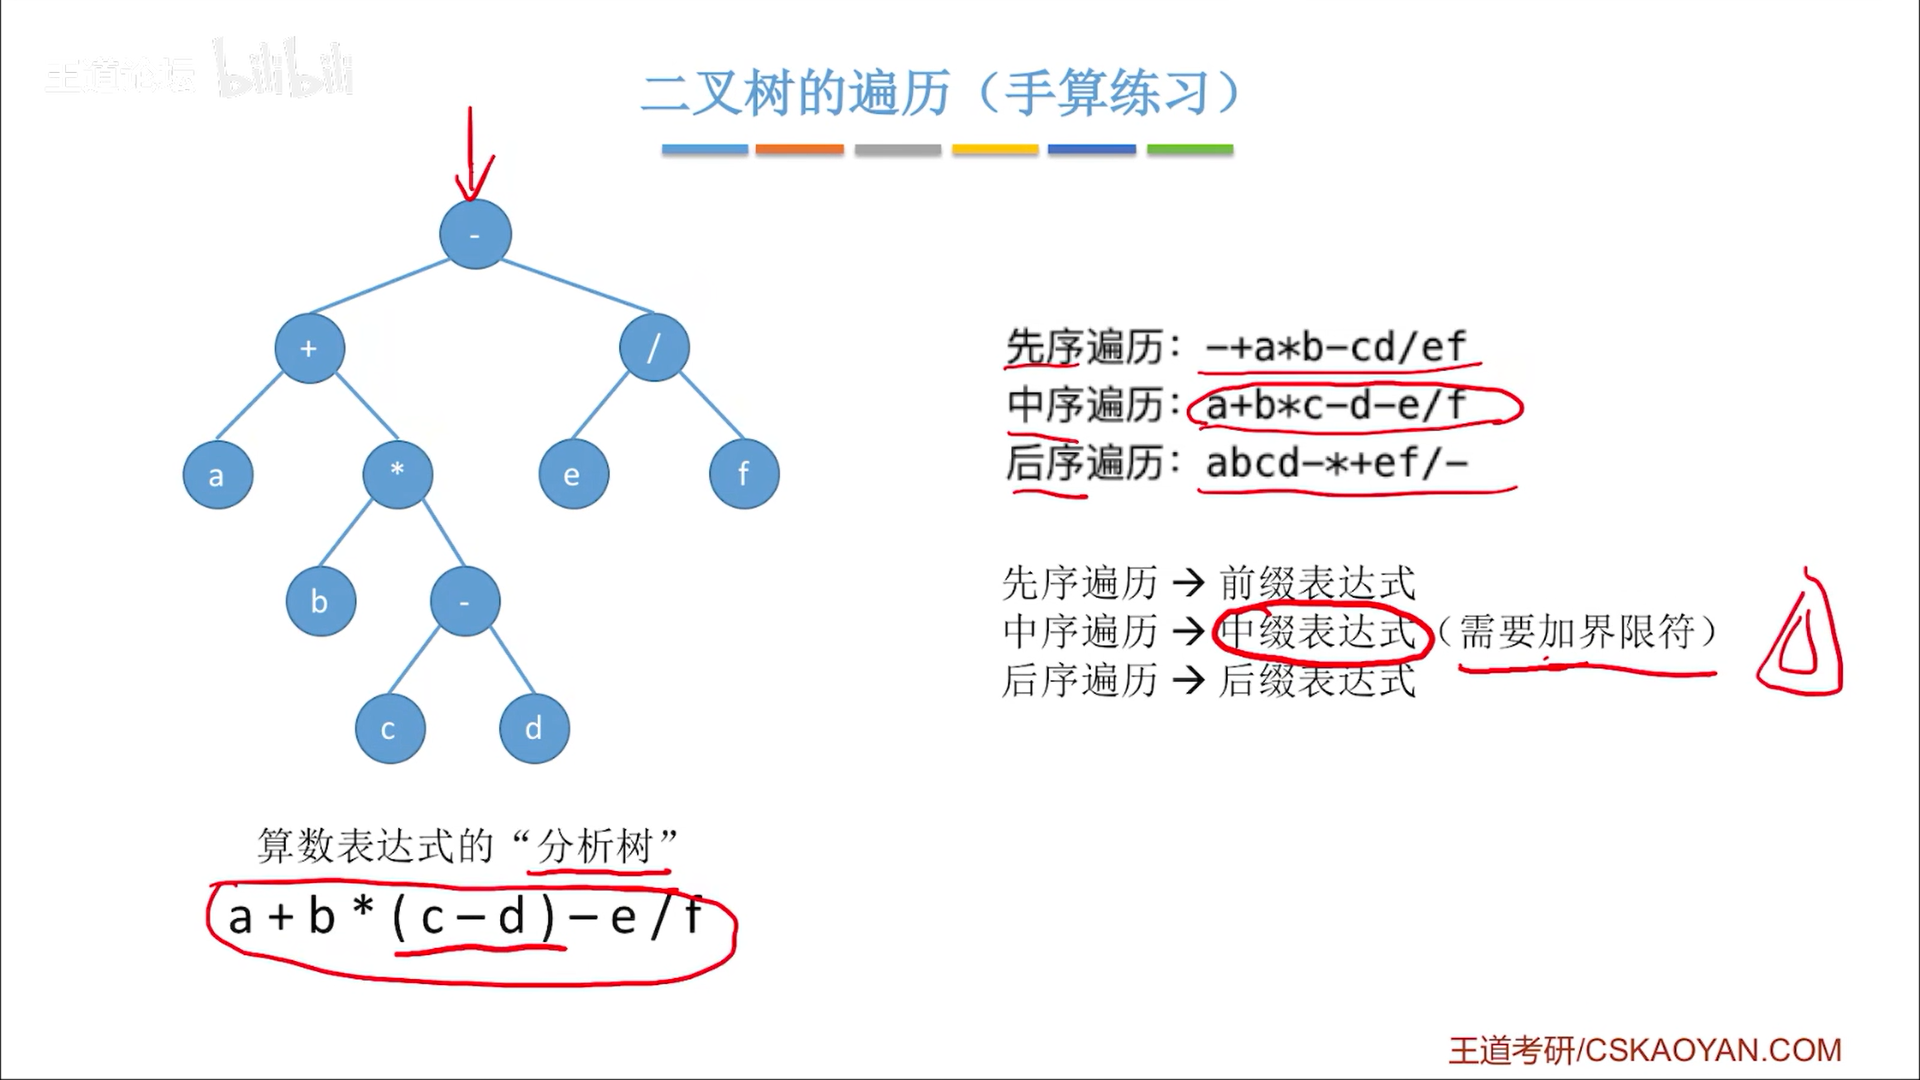 王道论坛 bilibili
二叉树的遍历（手算练习）
-
+
/
a
*
e
f
b
-
c
d
先序遍历：-+a*b-cd/ef
中序遍历：a+b*c-d-e/f
后序遍历：abcd-*+ef/-
先序遍历 → 前缀表达式
中序遍历 → 中缀表达式（需要加界限符）
后序遍历 → 后缀表达式
算数表达式的“分析树”
a + b * ( c – d ) – e / f
王道考研/CSKAOYAN.COM